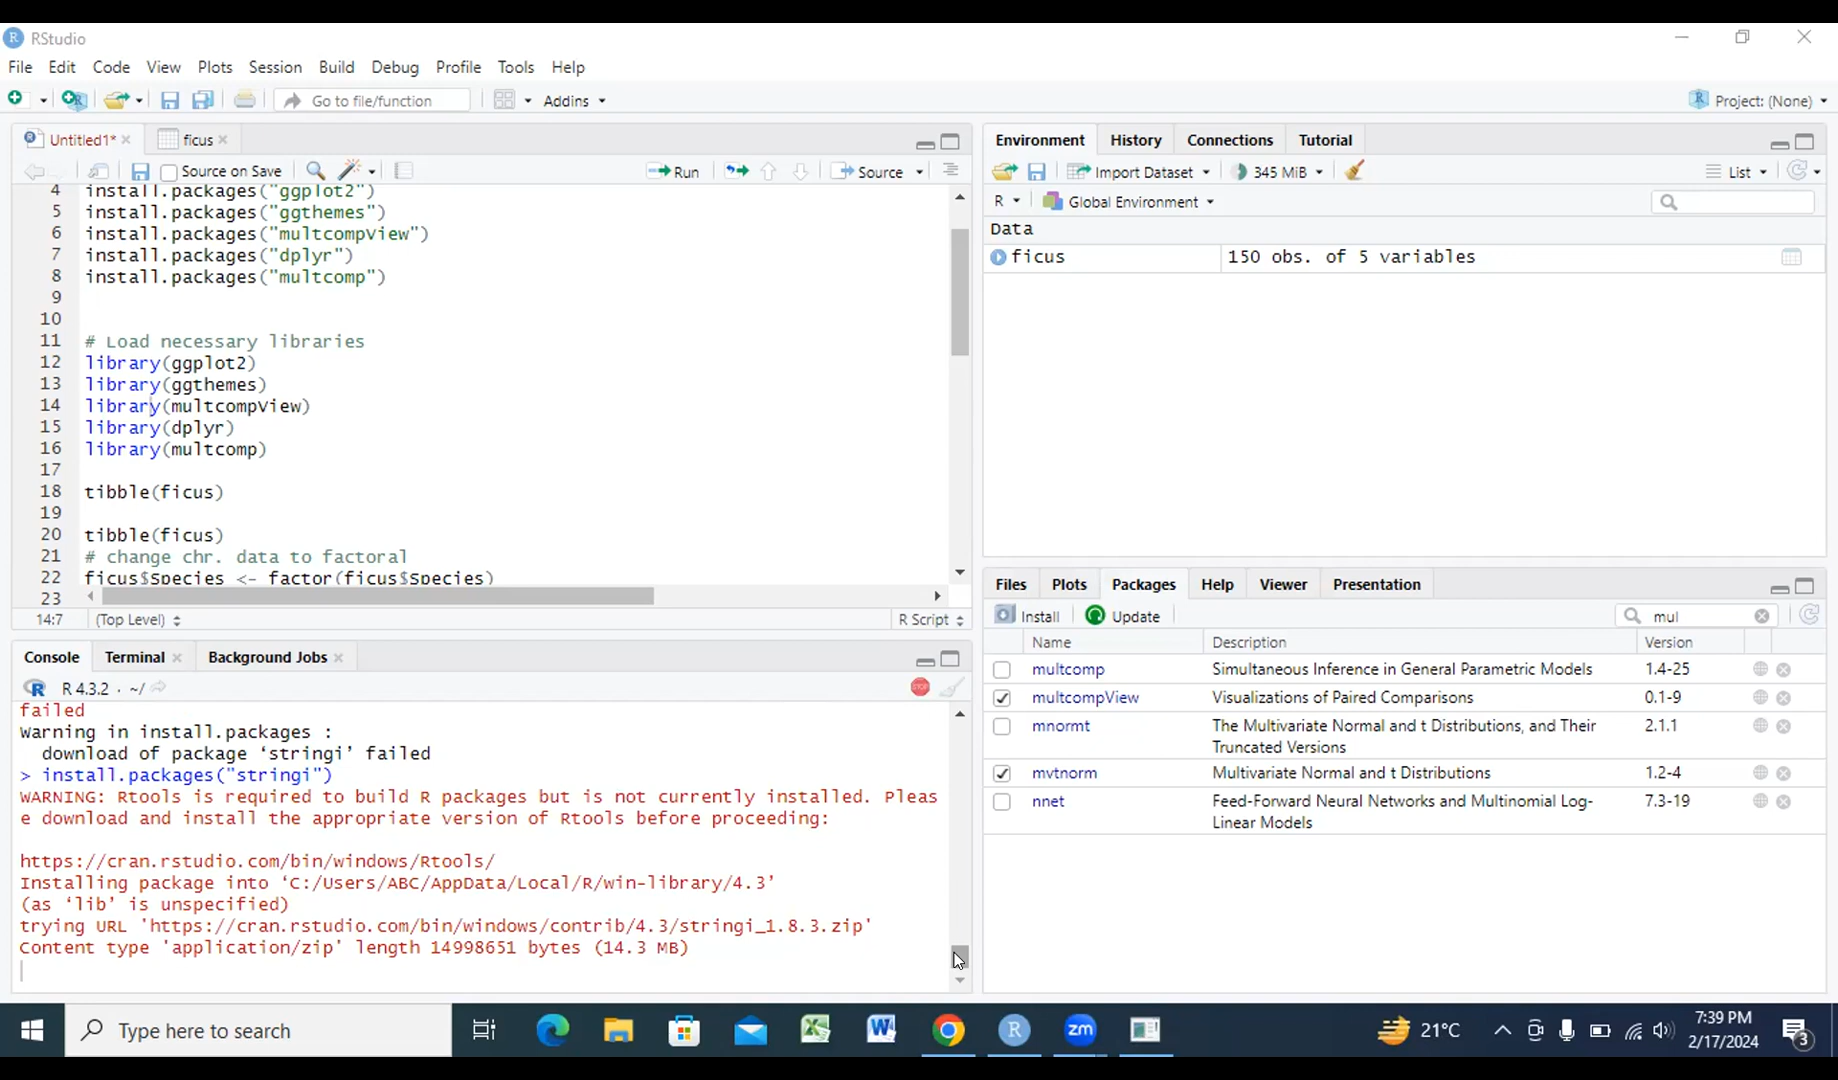 RStudio
File Edit Code View Plots Session Build Debug Profile Tools Help
Go to file/function Addins Project: (None)
Untitled1* ficus
Source on Save Run Source
4 install.packages("ggplot2")
5 install.packages("ggthemes")
6 install.packages("multcompView")
7 install.packages("dplyr")
8 install.packages("multcomp")
9
10
11 # Load necessary libraries
12 library(ggplot2)
13 library(ggthemes)
14 library(multcompView)
15 library(dplyr)
16 library(multcomp)
17
18 tibble(ficus)
19
20 tibble(ficus)
21 # change chr. data to factoral
22 ficus$Species <- factor(ficus$Species)
23
14:7 (Top Level) R Script
Console Terminal Background Jobs
R 4.3.2 . ~/
failed
Warning in install.packages :
download of package ‘stringi’ failed
> install.packages("stringi")
WARNING: Rtools is required to build R packages but is not currently installed. Pleas
e download and install the appropriate version of Rtools before proceeding:
https://cran.rstudio.com/bin/windows/Rtools/
Installing package into ‘C:/Users/ABC/AppData/Local/R/win-library/4.3’
(as ‘lib’ is unspecified)
trying URL 'https://cran.rstudio.com/bin/windows/contrib/4.3/stringi_1.8.3.zip'
Content type 'application/zip' length 14998651 bytes (14.3 MB)
Environment History Connections Tutorial
Import Dataset 345 MiB List
R Global Environment
Data
ficus 150 obs. of 5 variables
Files Plots Packages Help Viewer Presentation
Install Update mul
Name Description Version
multcomp Simultaneous Inference in General Parametric Models 1.4-25
multcompView Visualizations of Paired Comparisons 0.1-9
mnormt The Multivariate Normal and t Distributions, and Their 2.1.1
Truncated Versions
mvtnorm Multivariate Normal and t Distributions 1.2-4
nnet Feed-Forward Neural Networks and Multinomial Log- 7.3-19
Linear Models
Type here to search
zm
21°C
7:39 PM
2/17/2024
3